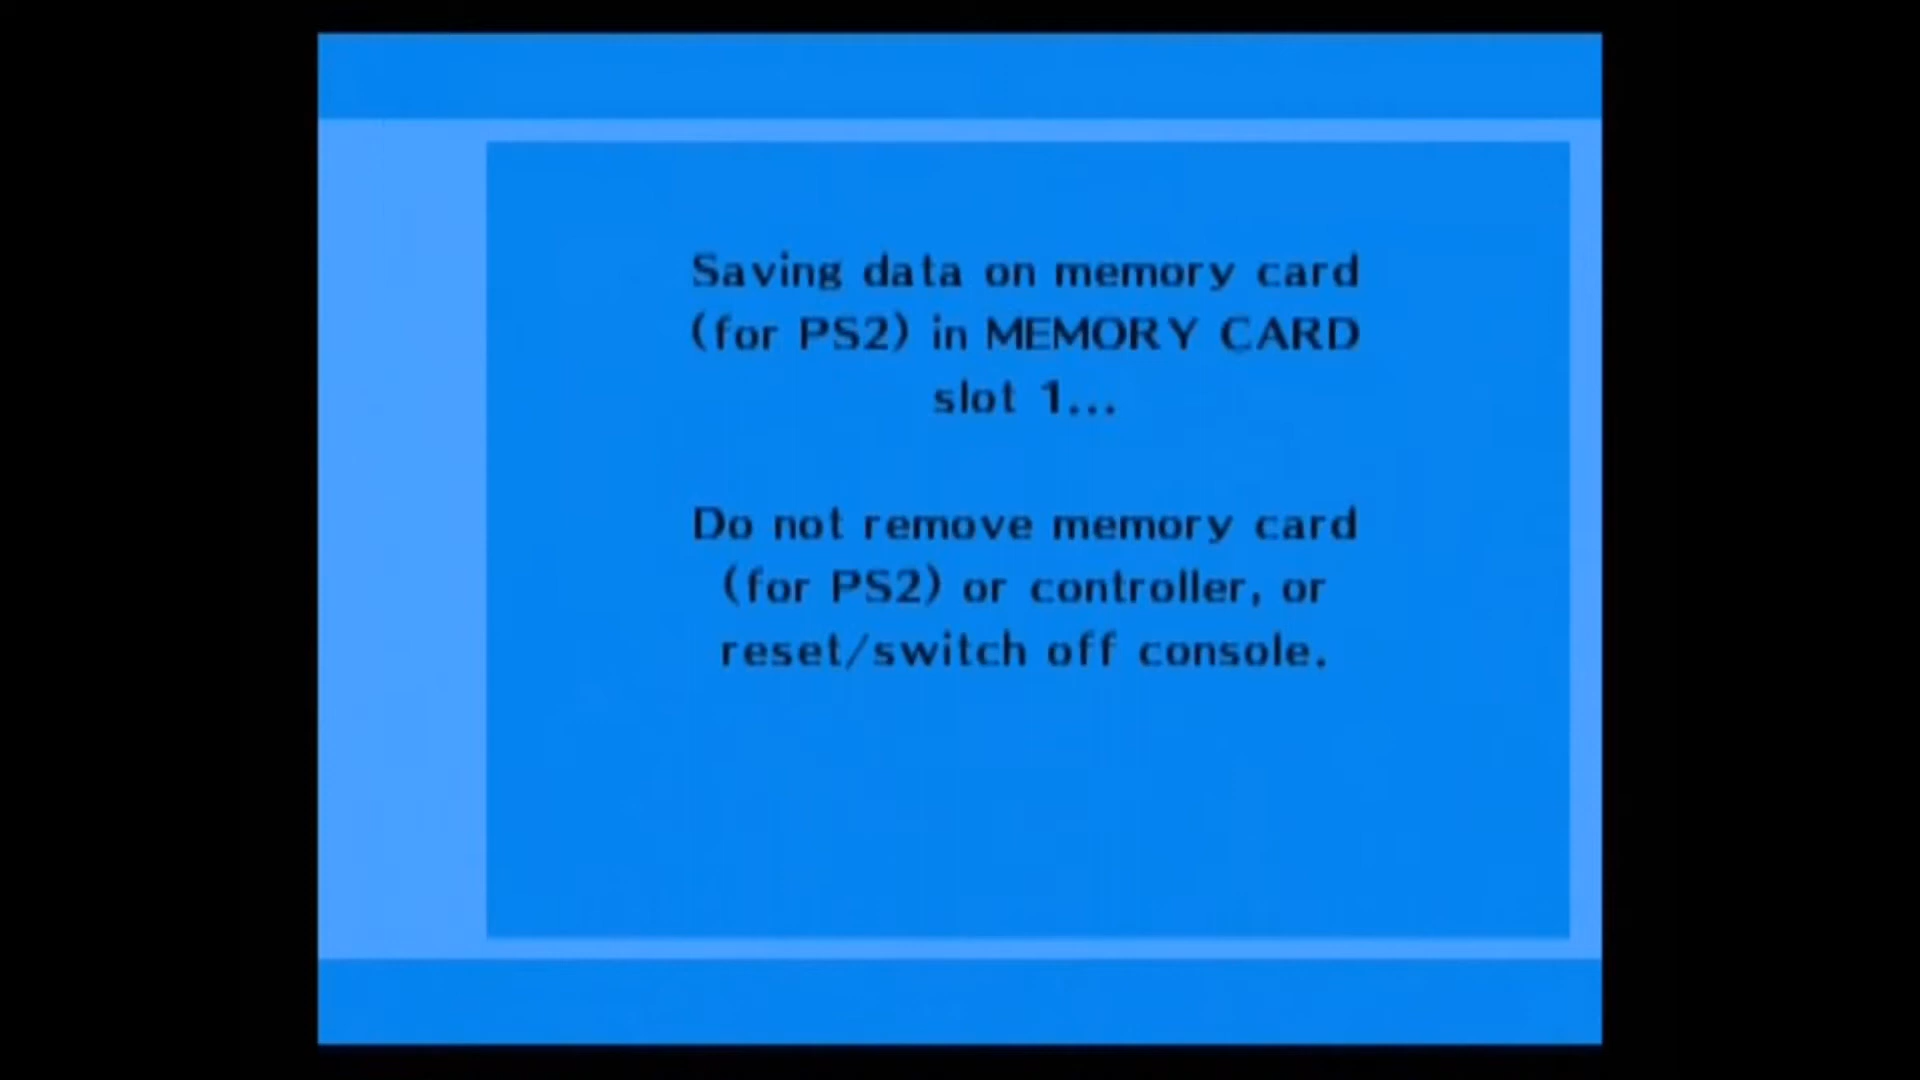 Saving data on memory card
(for PS2) in MEMORY CARD
slot 1...
Do not remove memory card
(for PS2) or controller, or
reset/switch off console.